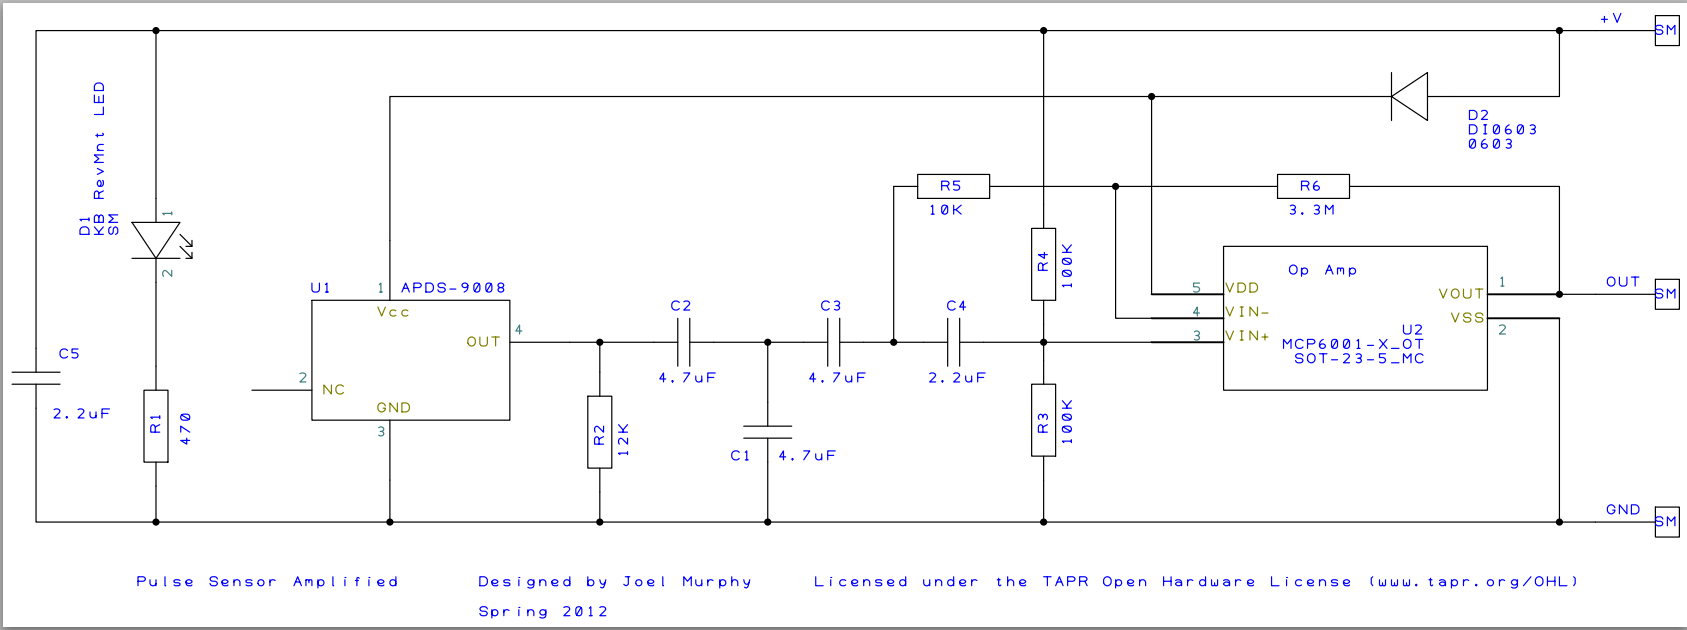 +V
SM
D1
KB RevMnt LED
SM
1
2
D2
DI0603
0603
R5
10K
R6
3.3M
R4
100K
Op Amp
5
VDD
4
VIN-
3
VIN+
VOUT
1
VSS
2
OUT
SM
U2
MCP6001-X_OT
SOT-23-5_MC
U1
1
APDS-9008
Vcc
OUT
4
2
NC
GND
3
C5
2.2uF
R1
470
C2
4.7uF
C3
4.7uF
C4
2.2uF
R2
12K
C1
4.7uF
R3
100K
GND
SM
Pulse Sensor Amplified
Designed by Joel Murphy
Licensed under the TAPR Open Hardware License (www.tapr.org/OHL)
Spring 2012